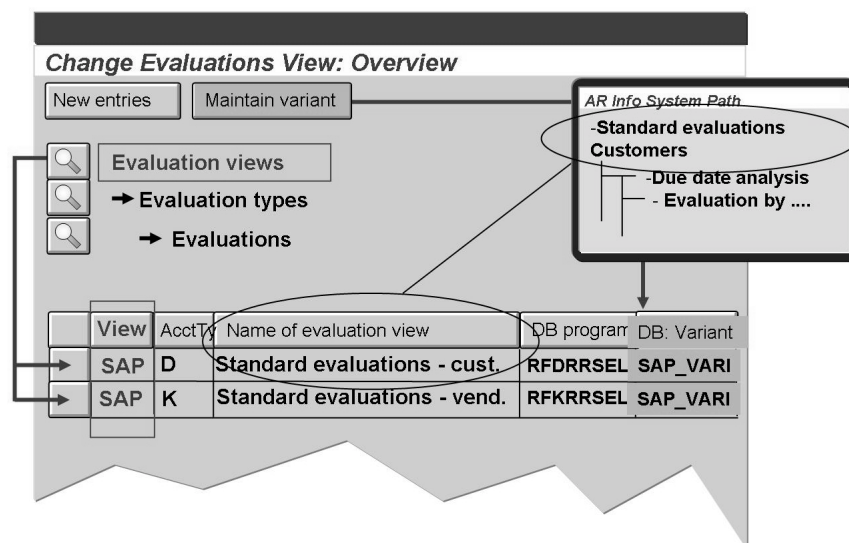 Change Evaluations View: Overview
New entries
Maintain variant
AR Info System Path
-Standard evaluations
Customers
-Due date analysis
- Evaluation by ....
Evaluation views
Evaluation types
Evaluations
View AcctTy Name of evaluation view DB program DB: Variant
SAP D Standard evaluations - cust. RFDRRSEL SAP_VARI
SAP K Standard evaluations - vend. RFKRRSEL SAP_VARI